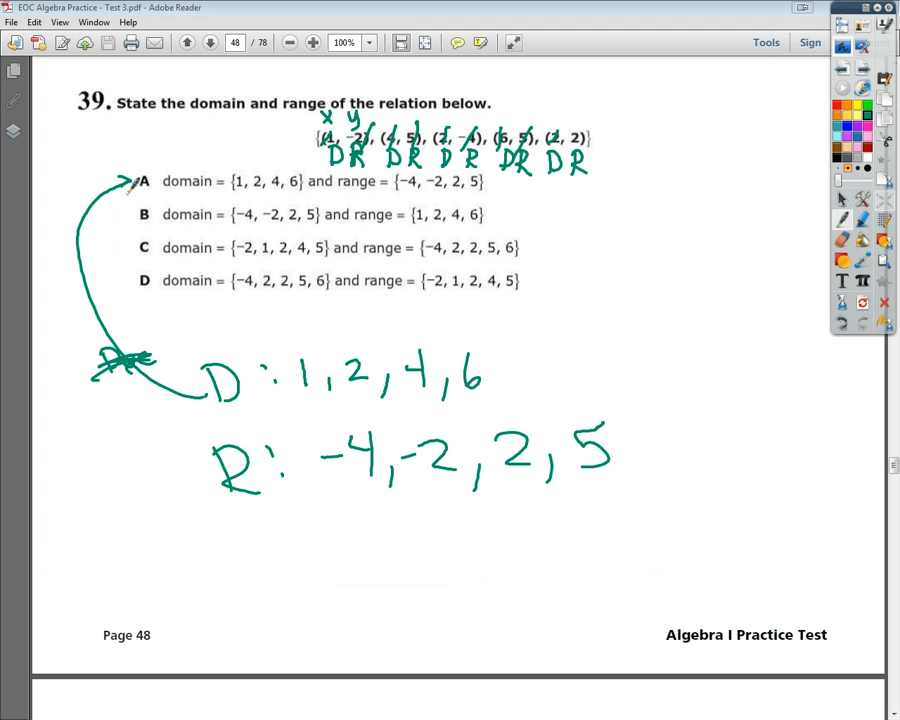 EOC Algebra Practice - Test 3.pdf - Adobe Reader
File Edit View Window Help
48 / 78 100% Tools Sign
39. State the domain and range of the relation below.
x y
{(1, −2), (4, 5), (2, −4), (6, 5), (2, 2)}
D R D R D R D R D R
A domain = {1, 2, 4, 6} and range = {−4, −2, 2, 5}
B domain = {−4, −2, 2, 5} and range = {1, 2, 4, 6}
C domain = {−2, 1, 2, 4, 5} and range = {−4, 2, 2, 5, 6}
D domain = {−4, 2, 2, 5, 6} and range = {−2, 1, 2, 4, 5}
D: 1, 2, 4, 6
R: -4, -2, 2, 5
Page 48 Algebra I Practice Test